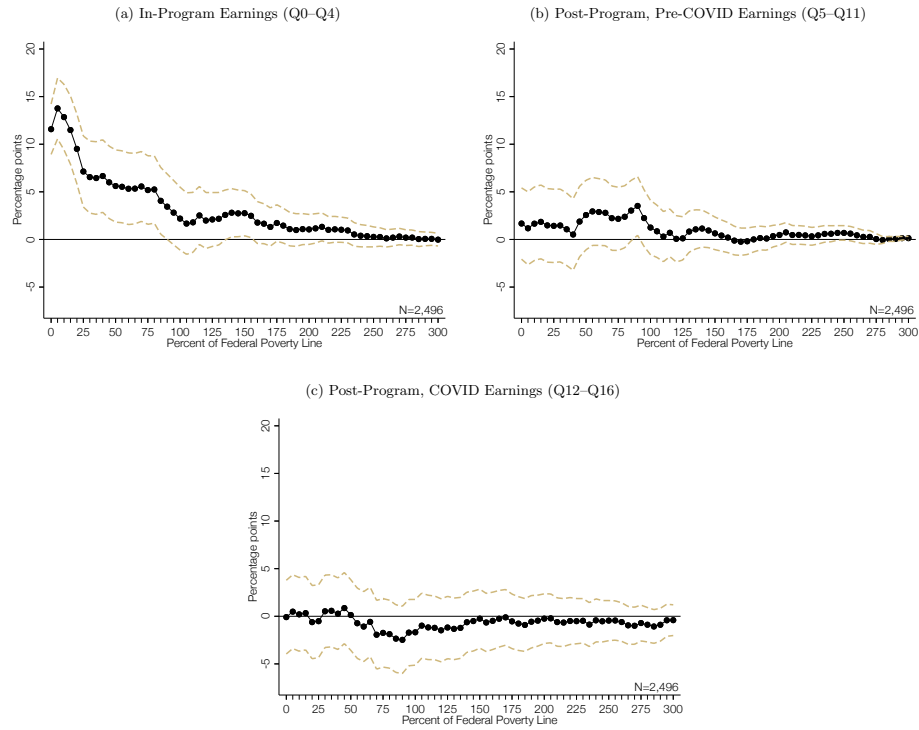 (a) In-Program Earnings (Q0–Q4)
Percentage points
20
15
10
5
0
-5
N=2,496
0 25 50 75 100 125 150 175 200 225 250 275 300
Percent of Federal Poverty Line
(b) Post-Program, Pre-COVID Earnings (Q5–Q11)
Percentage points
20
15
10
5
0
-5
N=2,496
0 25 50 75 100 125 150 175 200 225 250 275 300
Percent of Federal Poverty Line
(c) Post-Program, COVID Earnings (Q12–Q16)
Percentage points
20
15
10
5
0
-5
N=2,496
0 25 50 75 100 125 150 175 200 225 250 275 300
Percent of Federal Poverty Line